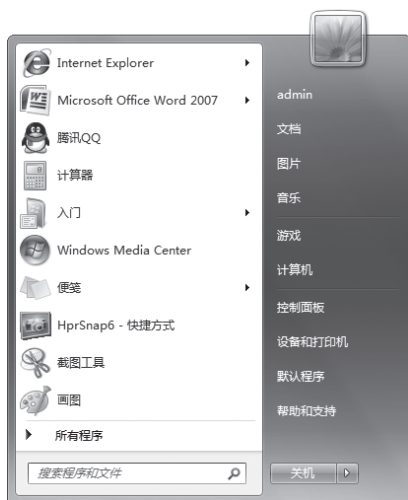 Internet Explorer
Microsoft Office Word 2007
腾讯QQ
计算器
入门
Windows Media Center
便笺
HprSnap6 - 快捷方式
截图工具
画图
所有程序
搜索程序和文件
admin
文档
图片
音乐
游戏
计算机
控制面板
设备和打印机
默认程序
帮助和支持
关机